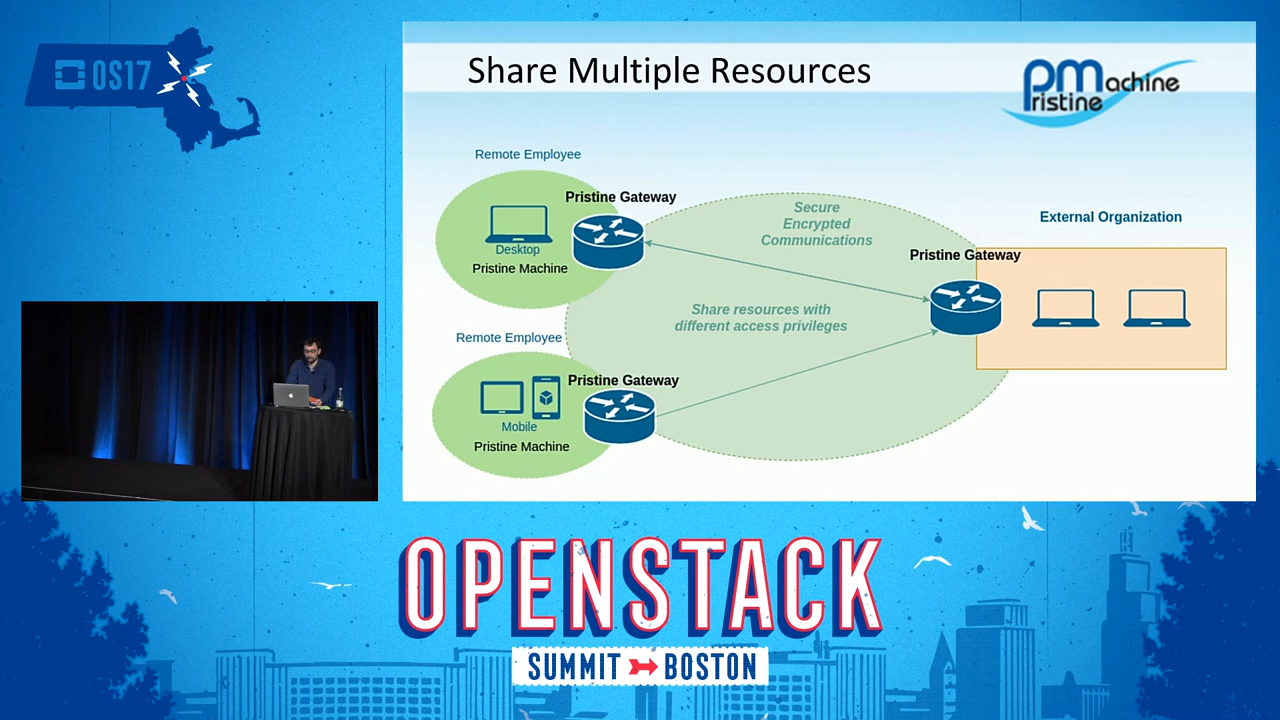 OS17
Share Multiple Resources
Pristine Machine
Remote Employee
Pristine Gateway
Desktop
Pristine Machine
Secure
Encrypted
Communications
External Organization
Pristine Gateway
Share resources with
different access privileges
Remote Employee
Pristine Gateway
Mobile
Pristine Machine
OPENSTACK
SUMMIT BOSTON